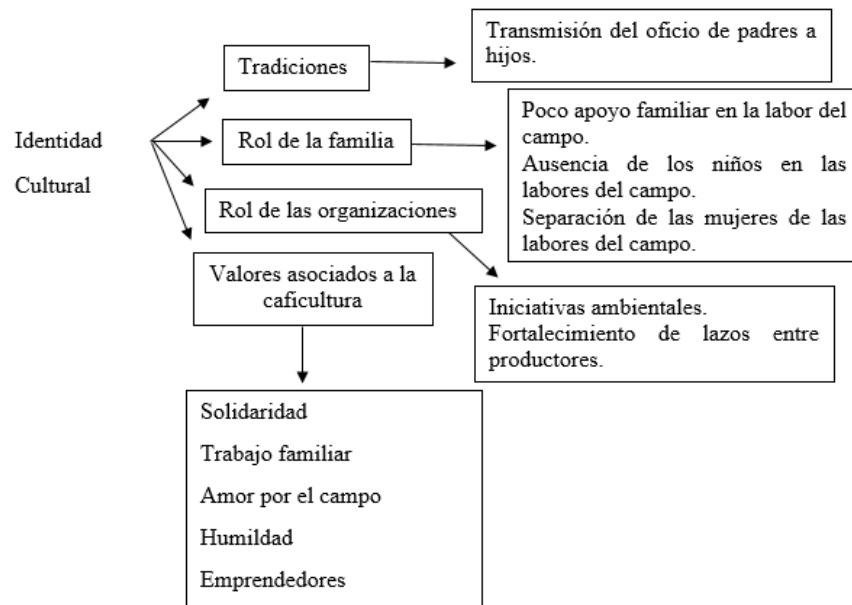 Transmisión del oficio de padres a
hijos.
Tradiciones
Poco apoyo familiar en la labor del
campo.
Ausencia de los niños en las
labores del campo.
Separación de las mujeres de las
labores del campo.
Identidad
Cultural
Rol de la familia
Rol de las organizaciones
Valores asociados a la
caficultura
Iniciativas ambientales.
Fortalecimiento de lazos entre
productores.
Solidaridad
Trabajo familiar
Amor por el campo
Humildad
Emprendedores